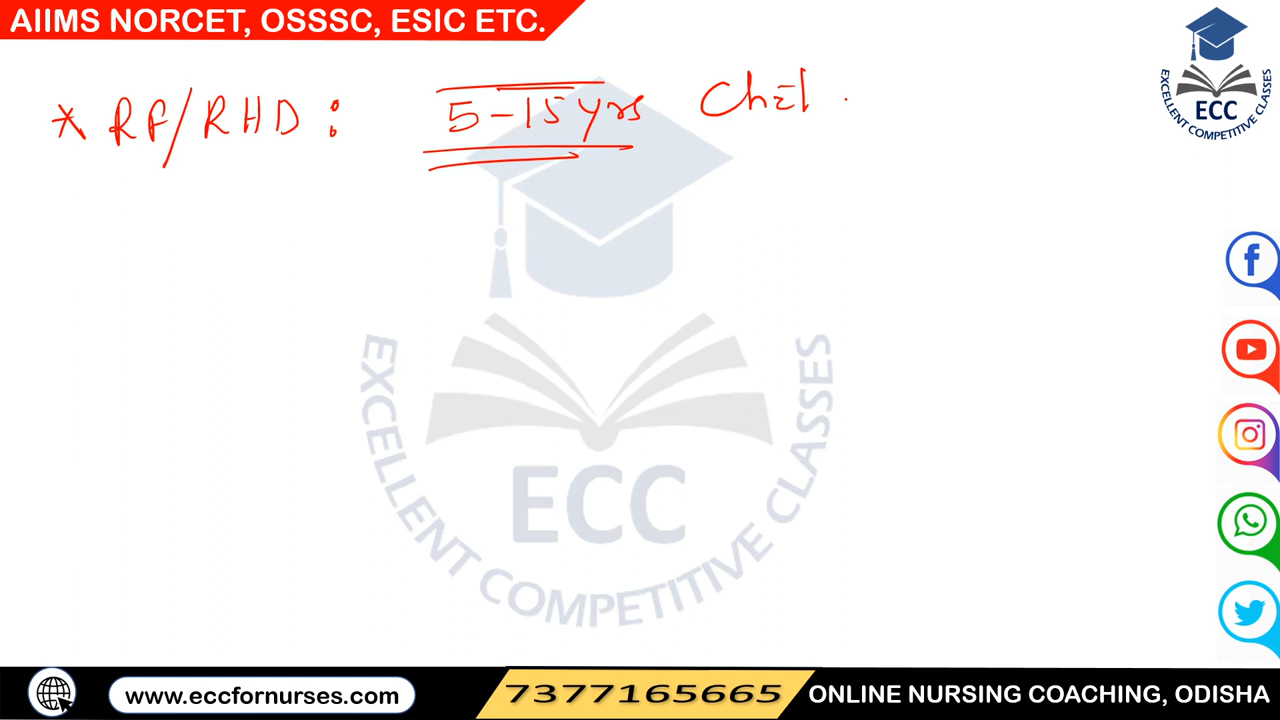 AIIMS NORCET, OSSSC, ESIC ETC.
* RF/RHD : 5-15 yrs
EXCELLENT COMPETITIVE CLASSES
ECC
ECC
EXCELLENT COMPETITIVE CLASSES
www.eccfornurses.com
7377165665
ONLINE NURSING COACHING, ODISHA